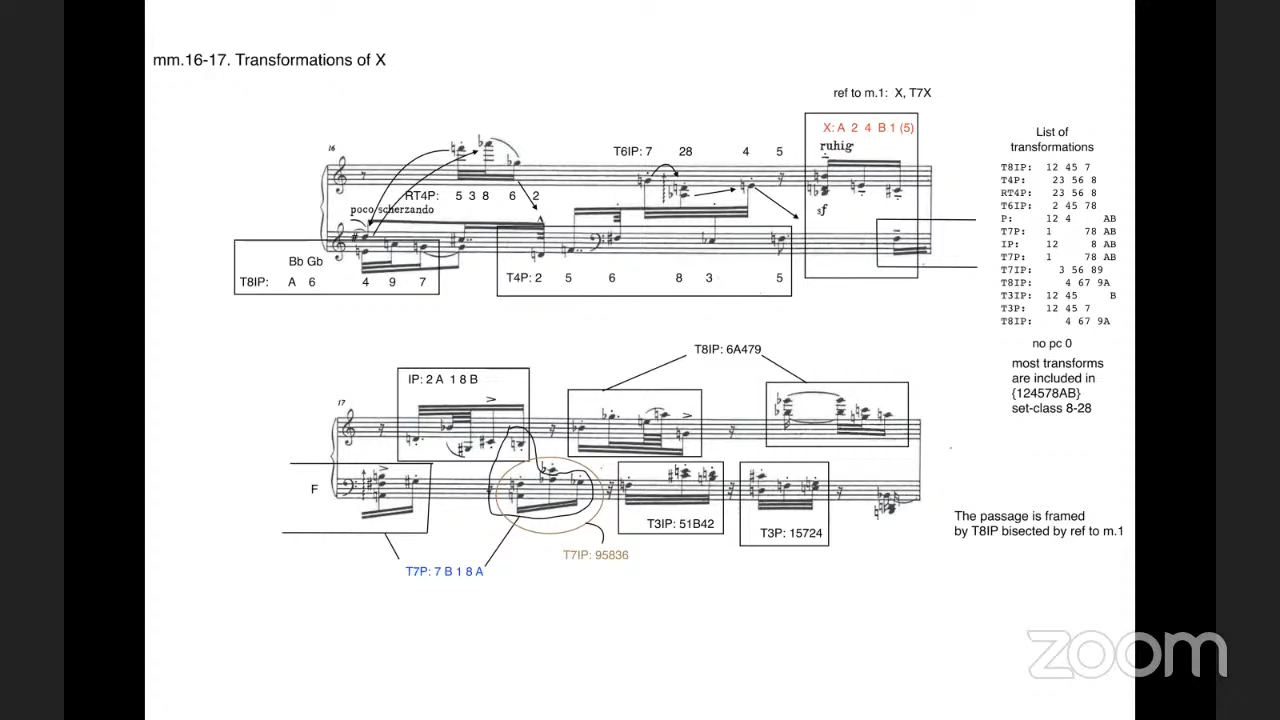 mm.16-17. Transformations of X
ref to m.1: X, T7X
X: A 2 4 B 1 (5)
ruhig
16
T6IP: 7 28 4 5
RT4P: 5 3 8 6 2
poco scherzando
sf
Bb Gb
T8IP: A 6 4 9 7
T4P: 2 5 6 8 3 5
List of
transformations
T8IP: 12 45 7
T4P: 23 56 8
RT4P: 23 56 8
T6IP: 2 45 78
P: 12 4 AB
T7P: 1 78 AB
IP: 12 8 AB
T7P: 1 78 AB
T7IP: 3 56 89
T8IP: 4 67 9A
T3IP: 12 45 B
T3P: 12 45 7
T8IP: 4 67 9A
no pc 0
most transforms
are included in
{124578AB}
set-class 8-28
T8IP: 6A479
IP: 2 A 1 8 B
17
F
T3IP: 51B42
T3P: 15724
T7IP: 95836
T7P: 7 B 1 8 A
The passage is framed
by T8IP bisected by ref to m.1
zoom